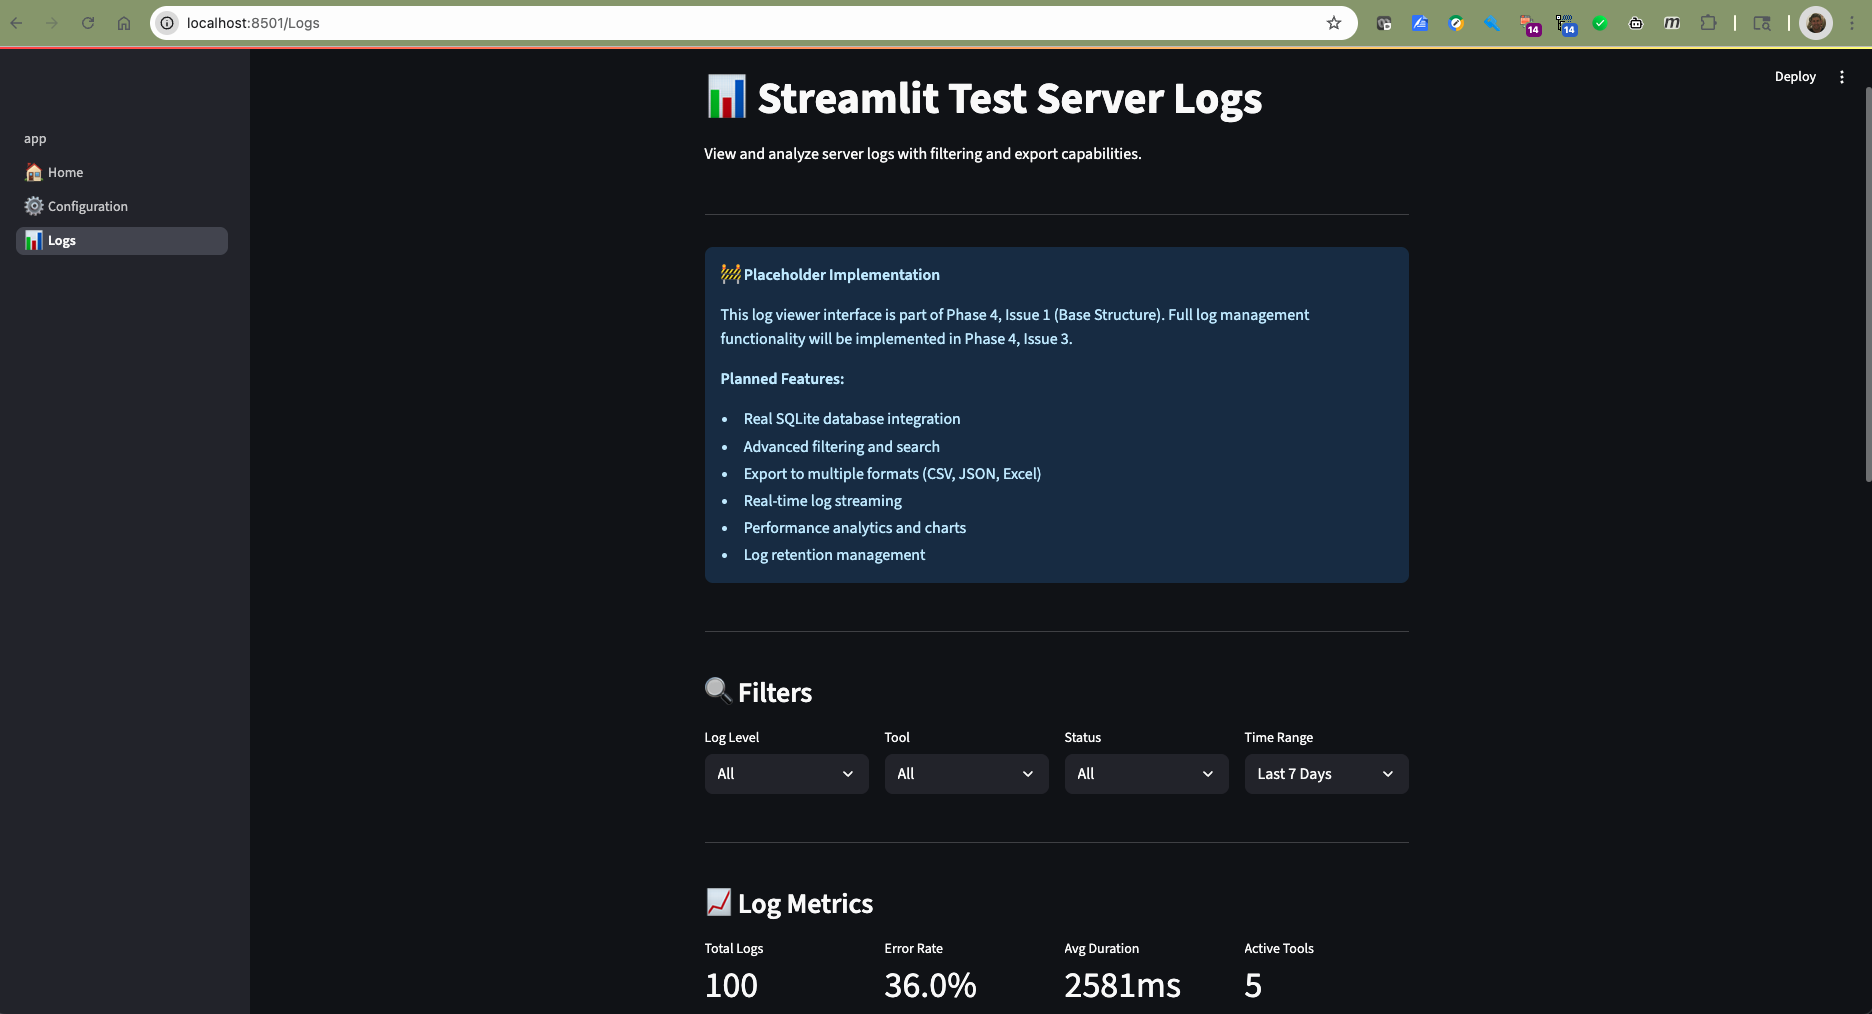 localhost:8501/Logs
14
14
m
Deploy
app
Home
Configuration
Logs
Streamlit Test Server Logs
View and analyze server logs with filtering and export capabilities.
Placeholder Implementation
This log viewer interface is part of Phase 4, Issue 1 (Base Structure). Full log management
functionality will be implemented in Phase 4, Issue 3.
Planned Features:
• Real SQLite database integration
• Advanced filtering and search
• Export to multiple formats (CSV, JSON, Excel)
• Real-time log streaming
• Performance analytics and charts
• Log retention management
Filters
Log Level Tool Status Time Range
All All All Last 7 Days
Log Metrics
Total Logs Error Rate Avg Duration Active Tools
100 36.0% 2581ms 5